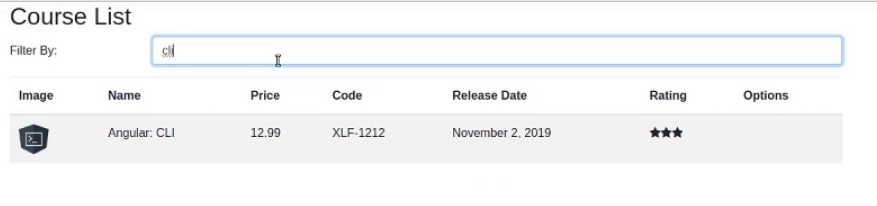 Course List
Filter By: cli
Image Name Price Code Release Date Rating Options
Angular: CLI 12.99 XLF-1212 November 2, 2019 ★★★